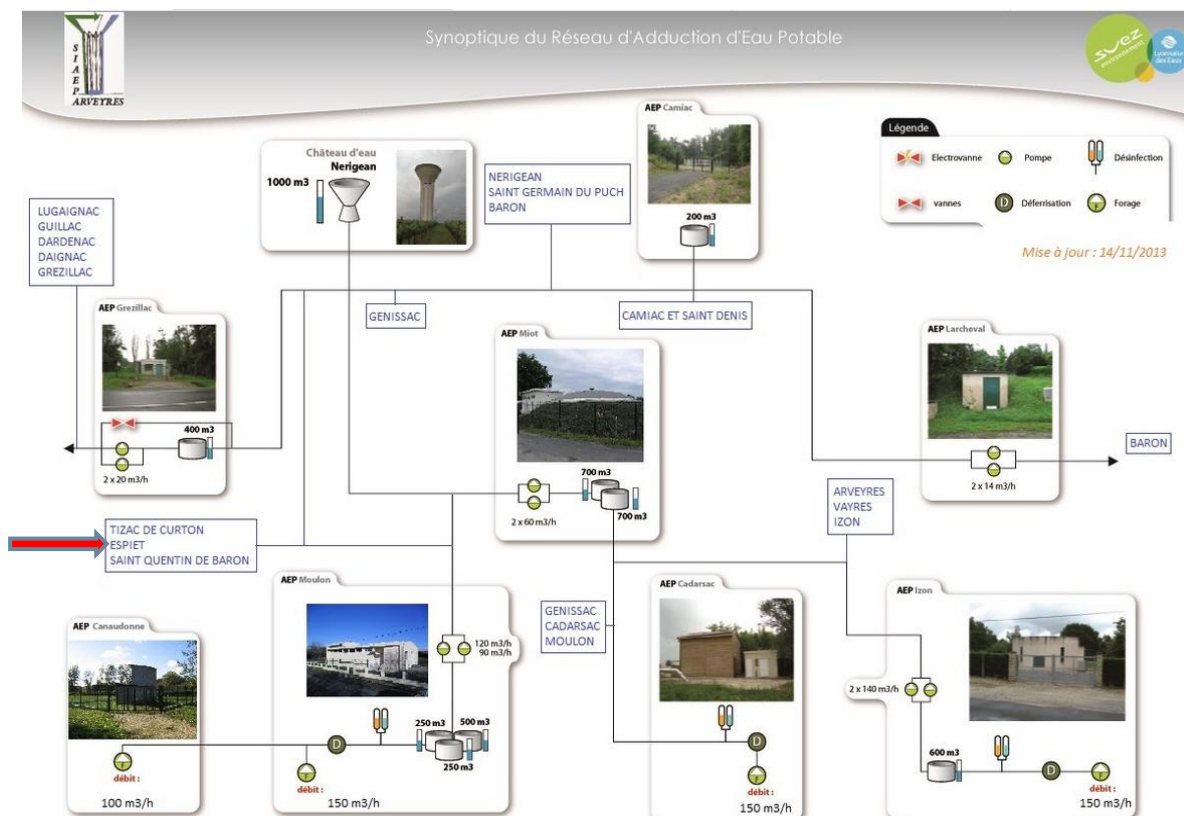 SIAEP
ARVEYRES
Synoptique du Réseau d'Adduction d'Eau Potable
svez
environnement
Lyonnaise
des Eaux
Légende
Electrovanne
Pompe
Désinfection
vannes
Déferrisation
Forage
D
Mise à jour : 14/11/2013
Château d'eau
Nerigean
1000 m3
NERIGEAN
SAINT GERMAIN DU PUCH
BARON
AEP Camiac
200 m3
LUGAIGNAC
GUILLAC
DARDENAC
DAIGNAC
GREZILLAC
GENISSAC
CAMIAC ET SAINT DENIS
AEP Grezillac
400 m3
2 x 20 m3/h
AEP Miot
700 m3
700 m3
2 x 60 m3/h
AEP Larcheval
2 x 14 m3/h
BARON
ARVEYRES
VAYRES
IZON
TIZAC DE CURTON
ESPIET
SAINT QUENTIN DE BARON
AEP Canaudonne
débit :
100 m3/h
AEP Moulon
120 m3/h
90 m3/h
250 m3
500 m3
250 m3
D
débit :
150 m3/h
GENISSAC
CADARSAC
MOULON
AEP Cadarsac
D
débit :
150 m3/h
AEP Izon
2 x 140 m3/h
600 m3
D
débit :
150 m3/h